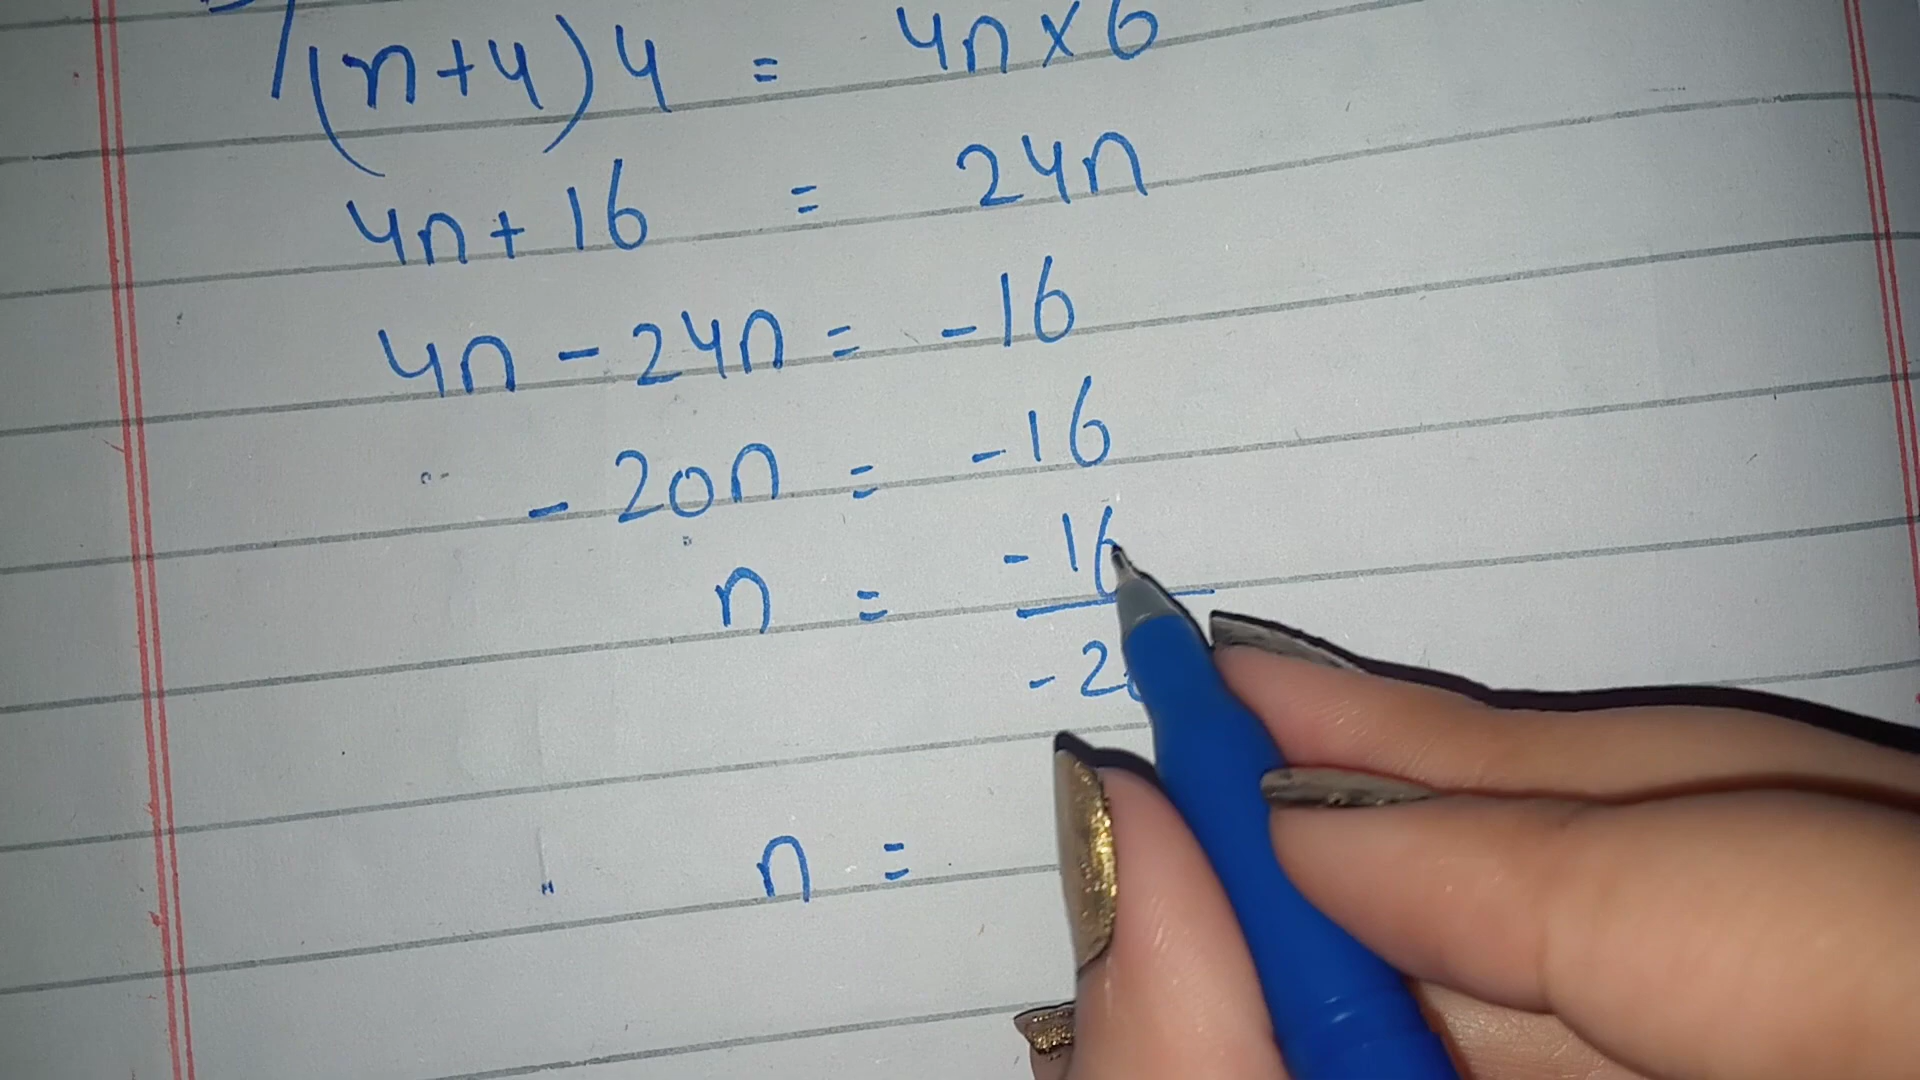 (n+4)4 = 4n×6
4n+16 = 24n
4n - 24n = -16
- 20n = -16
n = -16
-2
n =